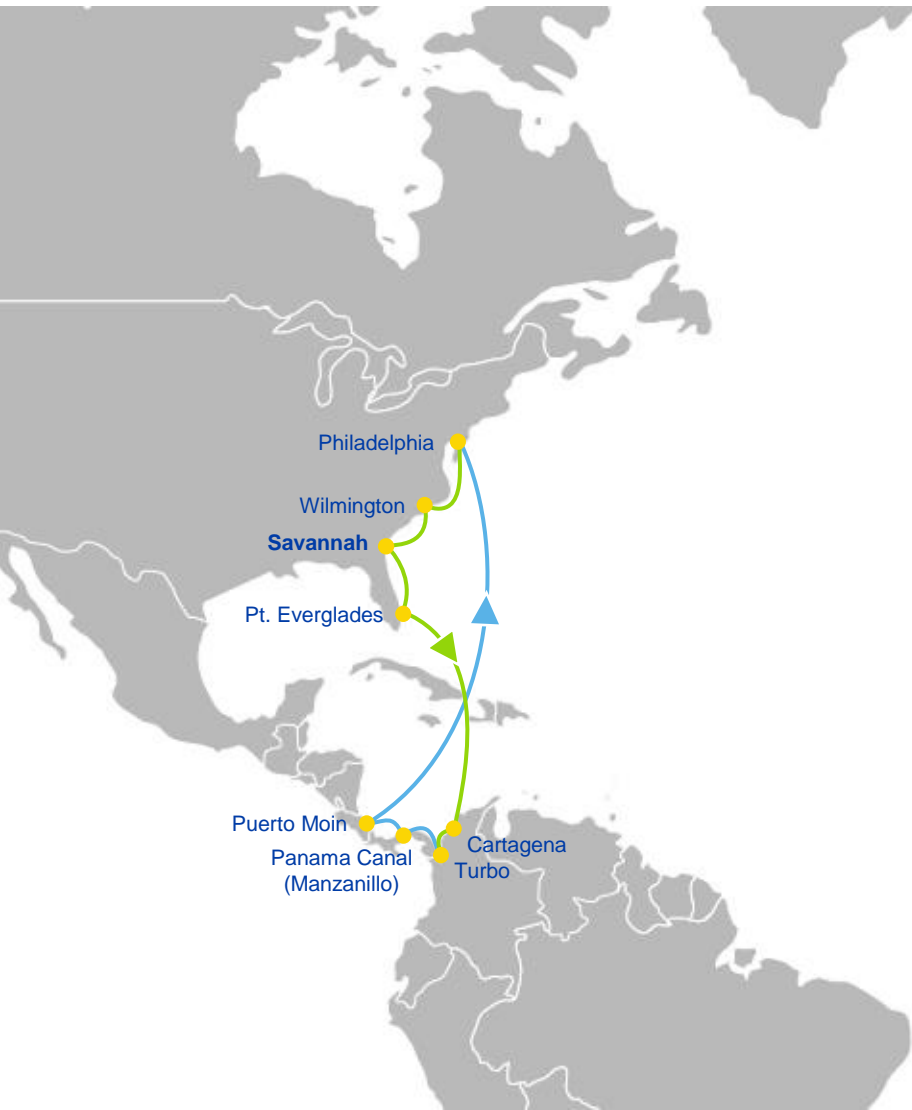 Philadelphia
Wilmington
Savannah
Pt. Everglades
Puerto Moin
Panama Canal
(Manzanillo)
Cartagena
Turbo